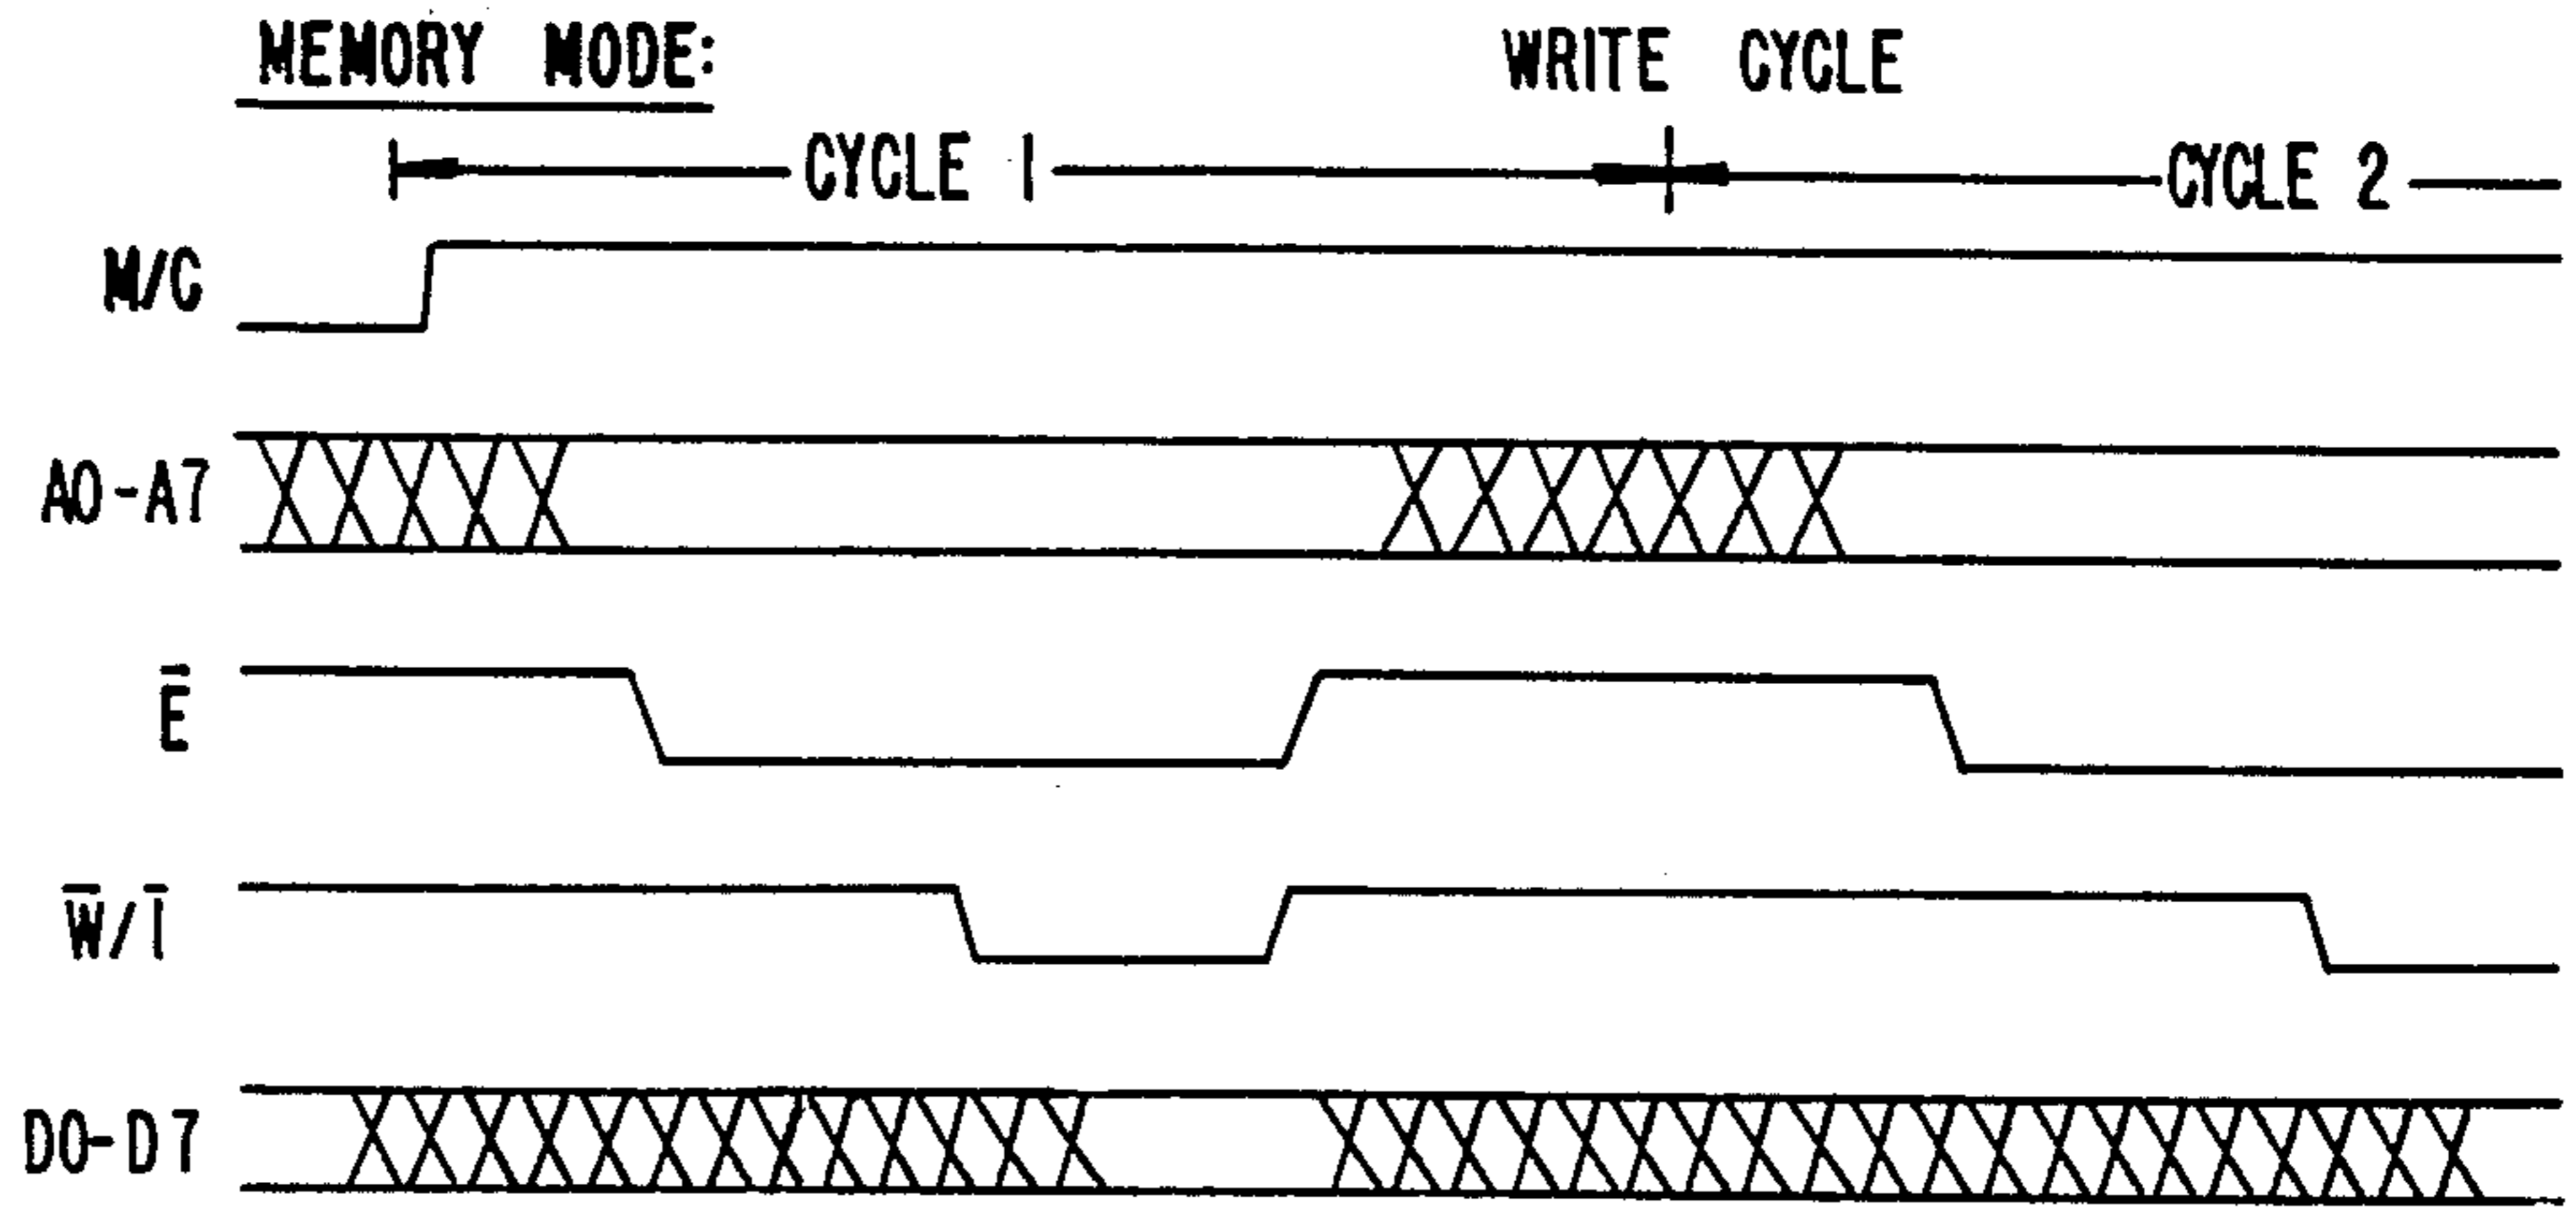 MEMORY MODE: WRITE CYCLE
CYCLE 1 CYCLE 2
M/C
A0-A7
E̅
W̅/I̅
D0-D7